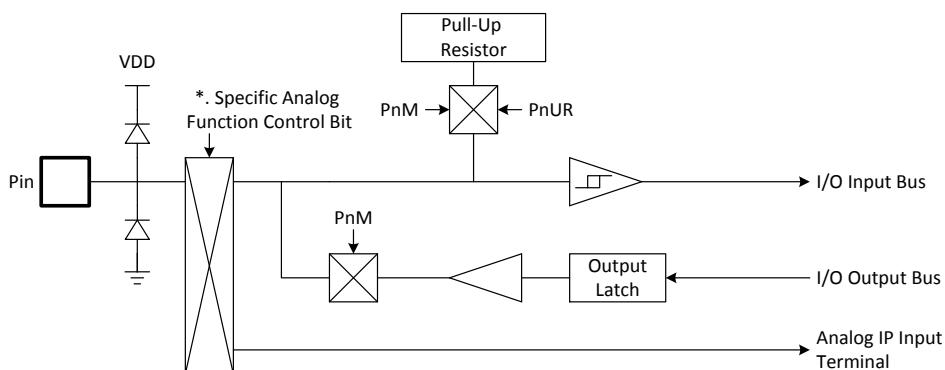 Pull-Up
Resistor
VDD
*. Specific Analog
Function Control Bit
PnM
PnUR
Pin
I/O Input Bus
PnM
Output
Latch
I/O Output Bus
Analog IP Input
Terminal